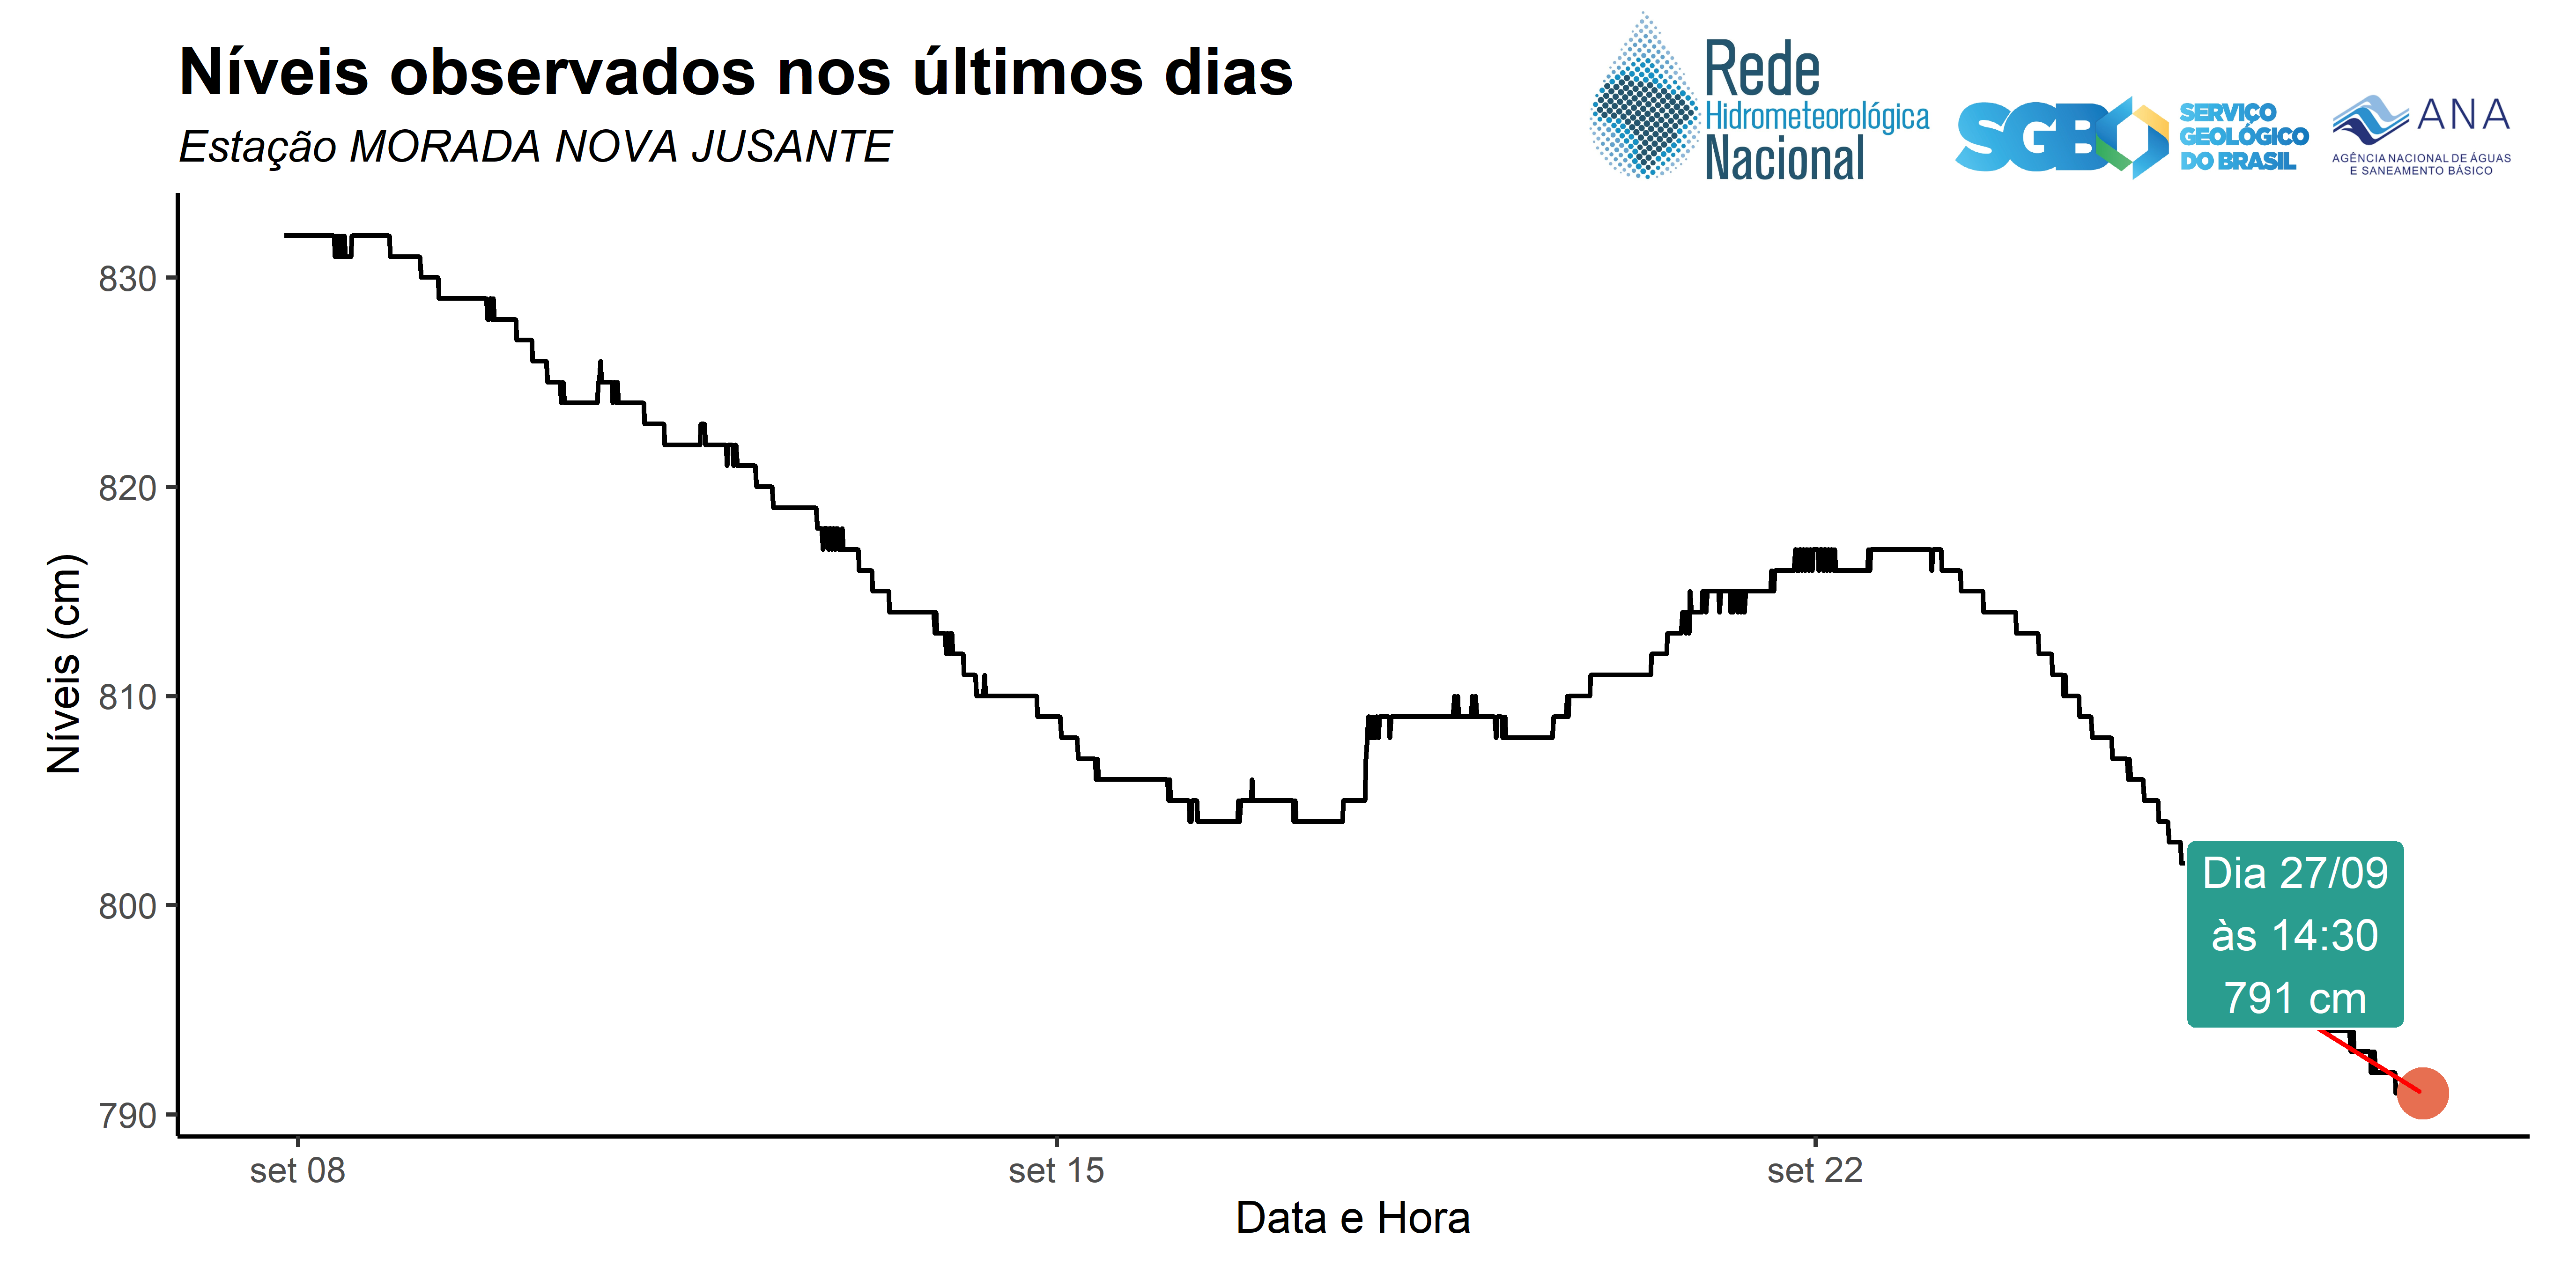 Níveis observados nos últimos dias
Estação MORADA NOVA JUSANTE
Rede
Hidrometeorológica
Nacional
SGB
SERVIÇO
GEOLÓGICO
DO BRASIL
ANA
AGÊNCIA NACIONAL DE ÁGUAS
E SANEAMENTO BÁSICO
Níveis (cm)
830
820
810
800
790
Dia 27/09
às 14:30
791 cm
set 08
set 15
set 22
Data e Hora